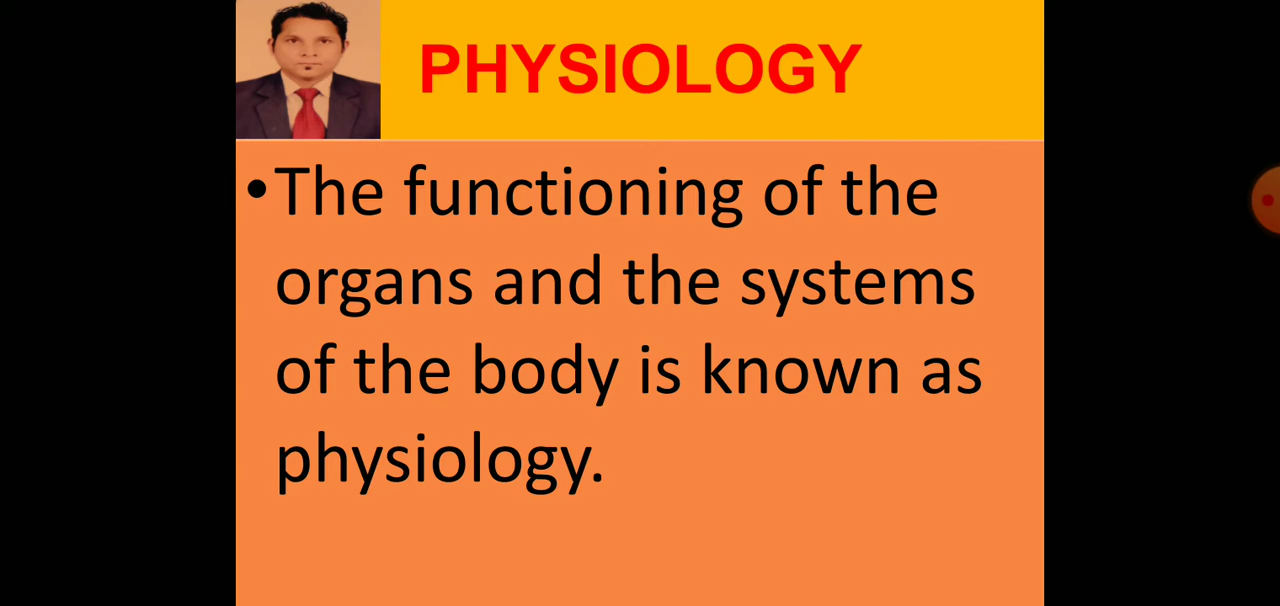 PHYSIOLOGY
•The functioning of the
organs and the systems
of the body is known as
physiology.